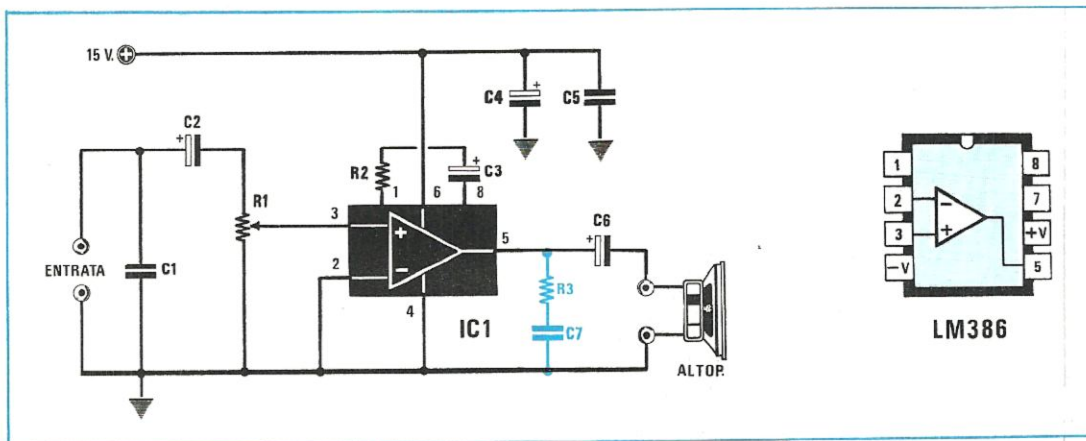 15 V.
C4
C5
C2
R2
C3
1
6
8
R1
3
2
5
4
C6
ENTRATA
C1
IC1
R3
C7
ALTOP.
1
2
3
–V
8
7
+V
5
LM386